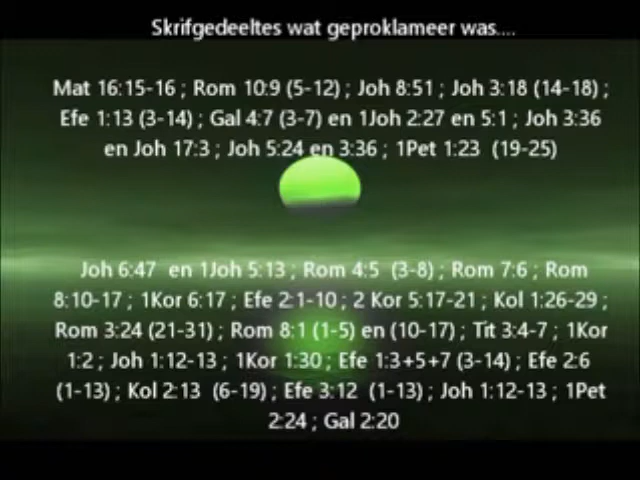 Skrifgedeeltes wat geproklameer was....
Mat 16:15-16 ; Rom 10:9 (5-12) ; Joh 8:51 ; Joh 3:18 (14-18) ;
Efe 1:13 (3-14) ; Gal 4:7 (3-7) en 1Joh 2:27 en 5:1 ; Joh 3:36
en Joh 17:3 ; Joh 5:24 en 3:36 ; 1Pet 1:23 (19-25)
Joh 6:47 en 1Joh 5:13 ; Rom 4:5 (3-8) ; Rom 7:6 ; Rom
8:10-17 ; 1Kor 6:17 ; Efe 2:1-10 ; 2 Kor 5:17-21 ; Kol 1:26-29 ;
Rom 3:24 (21-31) ; Rom 8:1 (1-5) en (10-17) ; Tit 3:4-7 ; 1Kor
1:2 ; Joh 1:12-13 ; 1Kor 1:30 ; Efe 1:3+5+7 (3-14) ; Efe 2:6
(1-13) ; Kol 2:13 (6-19) ; Efe 3:12 (1-13) ; Joh 1:12-13 ; 1Pet
2:24 ; Gal 2:20